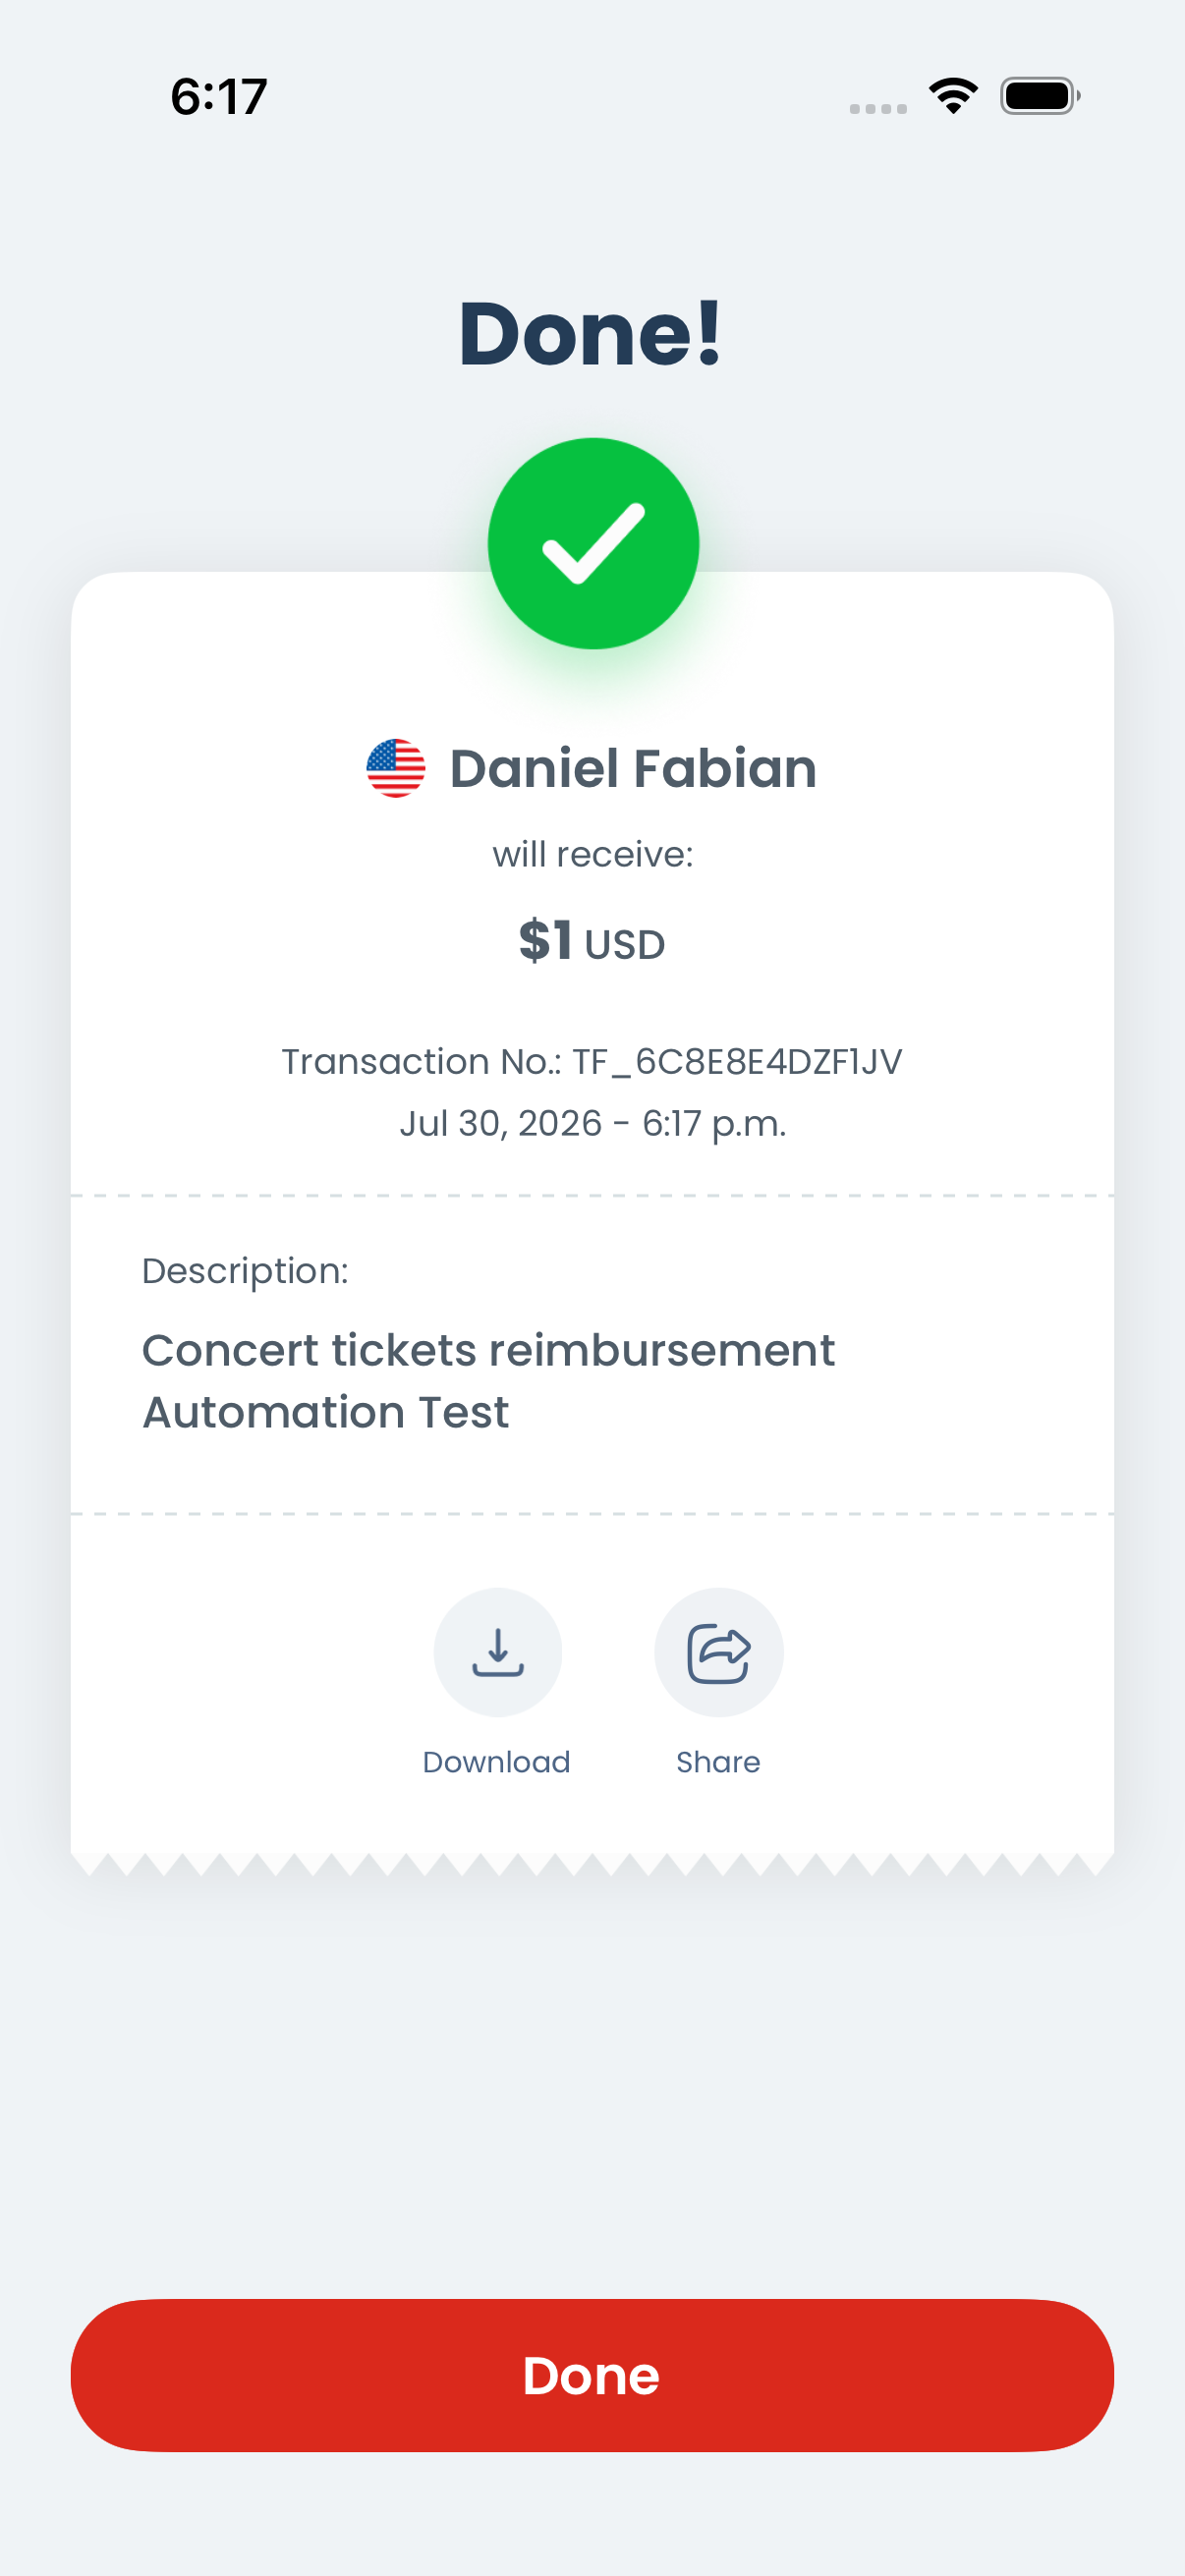 6:17
Done!
Daniel Fabian
will receive:
$1 USD
Transaction No.: TF_6C8E8E4DZF1JV
Jul 30, 2026 - 6:17 p.m.
Description:
Concert tickets reimbursement
Automation Test
Download
Share
Done